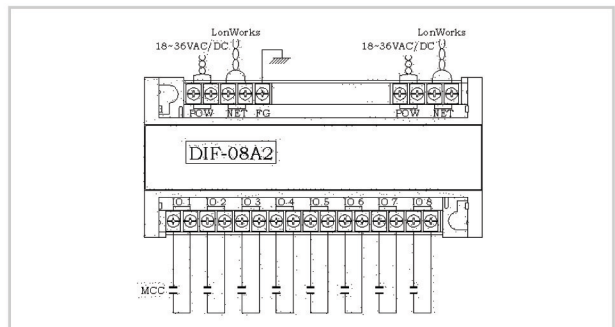 LonWorks LonWorks
18~36VAC/DC 18~36VAC/DC
POW NET FG POW NET
DIF-08A2
IO 1 IO 2 IO 3 IO 4 IO 5 IO 6 IO 7 IO 8
MCC